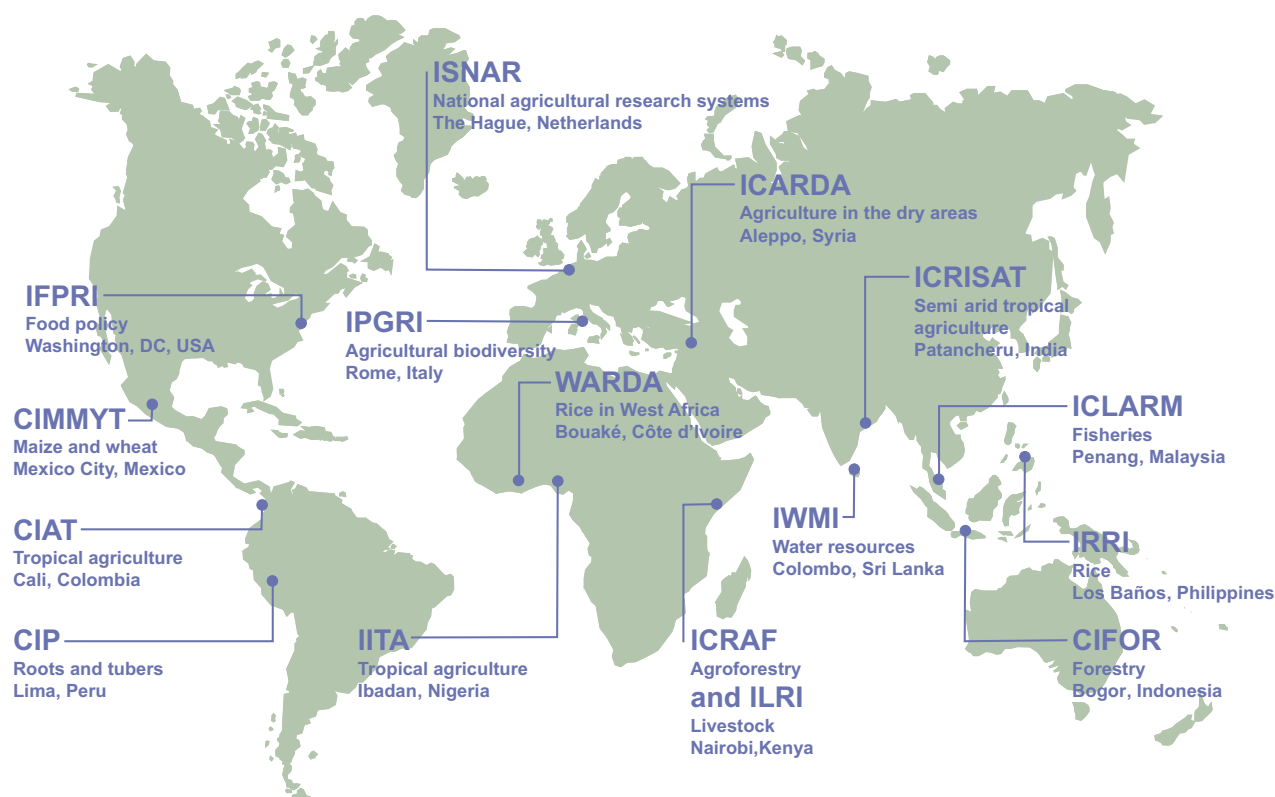 ISNAR
National agricultural research systems
The Hague, Netherlands
ICARDA
Agriculture in the dry areas
Aleppo, Syria
ICRISAT
Semi arid tropical
agriculture
Patancheru, India
IFPRI
Food policy
Washington, DC, USA
IPGRI
Agricultural biodiversity
Rome, Italy
WARDA
Rice in West Africa
Bouaké, Côte d'Ivoire
CIMMYT
Maize and wheat
Mexico City, Mexico
ICLARM
Fisheries
Penang, Malaysia
CIAT
Tropical agriculture
Cali, Colombia
IWMI
Water resources
Colombo, Sri Lanka
IRRI
Rice
Los Baños, Philippines
CIP
Roots and tubers
Lima, Peru
IITA
Tropical agriculture
Ibadan, Nigeria
ICRAF
Agroforestry
and ILRI
Livestock
Nairobi,Kenya
CIFOR
Forestry
Bogor, Indonesia